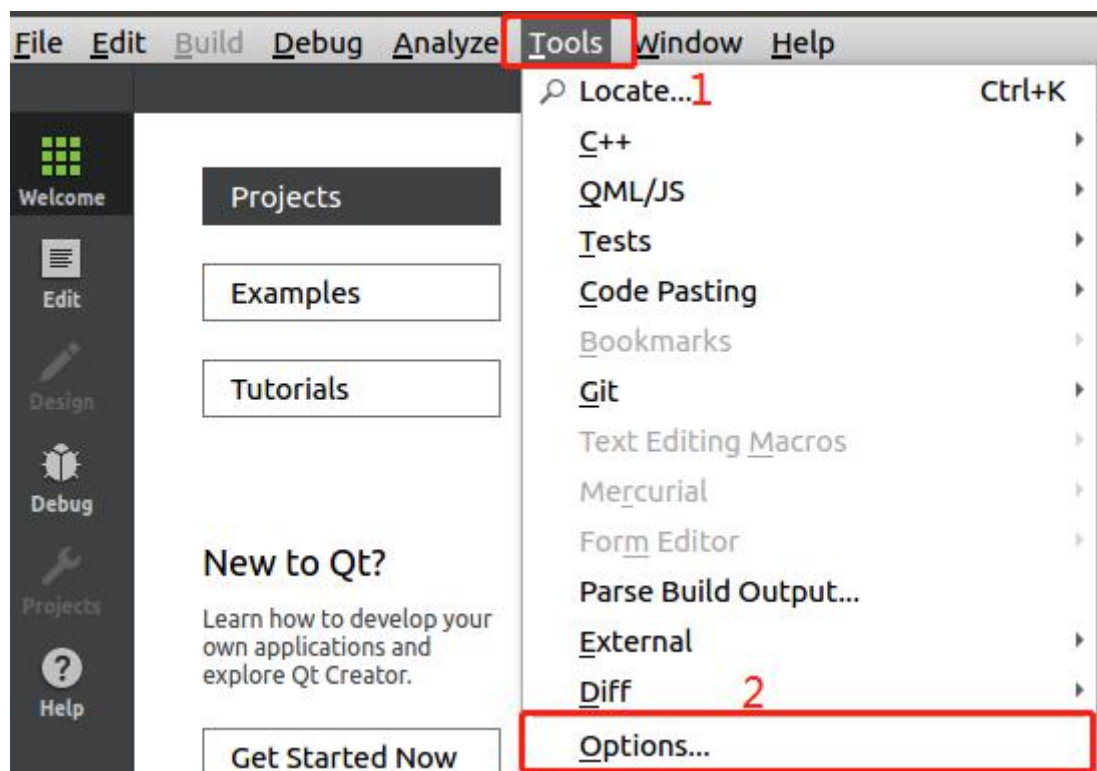 File Edit Build Debug Analyze Tools Window Help
Locate... 1 Ctrl+K
C++
QML/JS
Tests
Code Pasting
Bookmarks
Git
Text Editing Macros
Mercurial
Form Editor
Parse Build Output...
External
Diff 2
Options...
Welcome
Edit
Design
Debug
Projects
Help
Projects
Examples
Tutorials
New to Qt?
Learn how to develop your
own applications and
explore Qt Creator.
Get Started Now